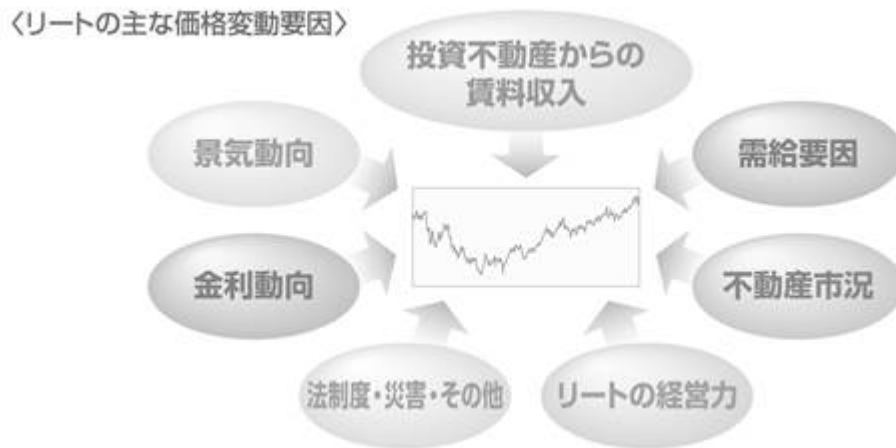 〈リートの主な価格変動要因〉
投資不動産からの
賃料収入
景気動向
需給要因
金利動向
不動産市況
法制度・災害・その他
リートの経営力